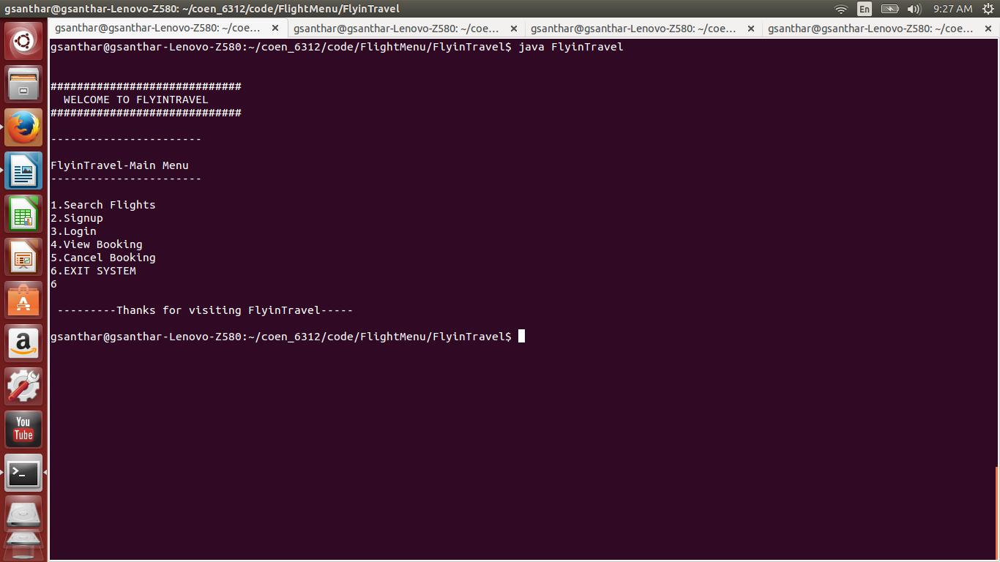 gsanthar@gsanthar-Lenovo-Z580: ~/coen_6312/code/FlightMenu/FlyinTravel
En
9:27 AM
gsanthar@gsanthar-Lenovo-Z580: ~/coe...
gsanthar@gsanthar-Lenovo-Z580: ~/coe...
gsanthar@gsanthar-Lenovo-Z580: ~/coe...
gsanthar@gsanthar-Lenovo-Z580: ~/coe...
gsanthar@gsanthar-Lenovo-Z580:~/coen_6312/code/FlightMenu/FlyinTravel$ java FlyinTravel
#############################
WELCOME TO FLYINTRAVEL
#############################
-----------------------
FlyinTravel-Main Menu
-----------------------
1.Search Flights
2.Signup
3.Login
4.View Booking
5.Cancel Booking
6.EXIT SYSTEM
6
---------Thanks for visiting FlyinTravel-----
gsanthar@gsanthar-Lenovo-Z580:~/coen_6312/code/FlightMenu/FlyinTravel$
A
a
You
Tube
>_